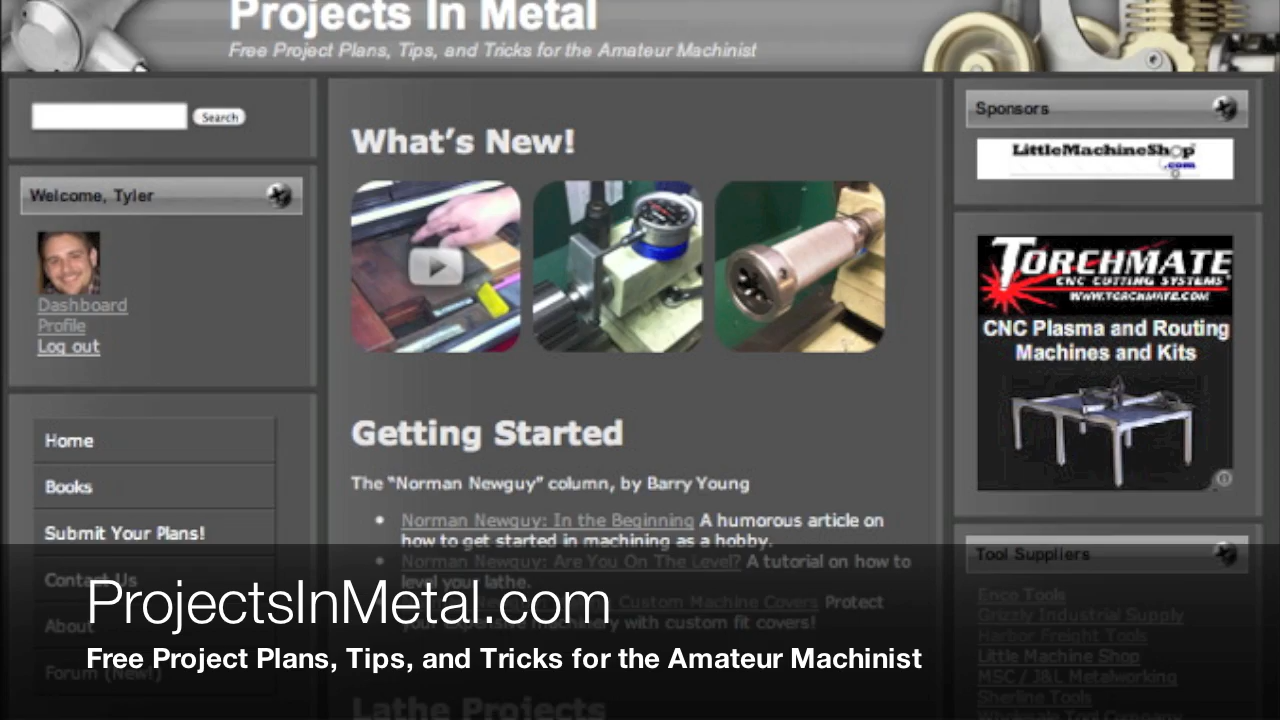 Projects In Metal
Free Project Plans, Tips, and Tricks for the Amateur Machinist
Search
Welcome, Tyler
Dashboard
Profile
Log out
Home
Books
Submit Your Plans!
Contact Us
About
Forum (New!)
What's New!
Getting Started
The "Norman Newguy" column, by Barry Young
• Norman Newguy: In the Beginning A humorous article on
how to get started in machining as a hobby.
• Norman Newguy: Are You On The Level? A tutorial on how to
level your lathe.
Custom Machine Covers Protect
your expensive machinery with custom fit covers!
Lathe Projects
Sponsors
LittleMachineShop
.com
TORCHMATE
CNC CUTTING SYSTEMS
WWW.TORCHMATE.COM
CNC Plasma and Routing
Machines and Kits
Tool Suppliers
Enco Tools
Grizzly Industrial Supply
Harbor Freight Tools
Little Machine Shop
MSC / J&L Metalworking
Sherline Tools
Wholesale Tool Company
ProjectsInMetal.com
Free Project Plans, Tips, and Tricks for the Amateur Machinist